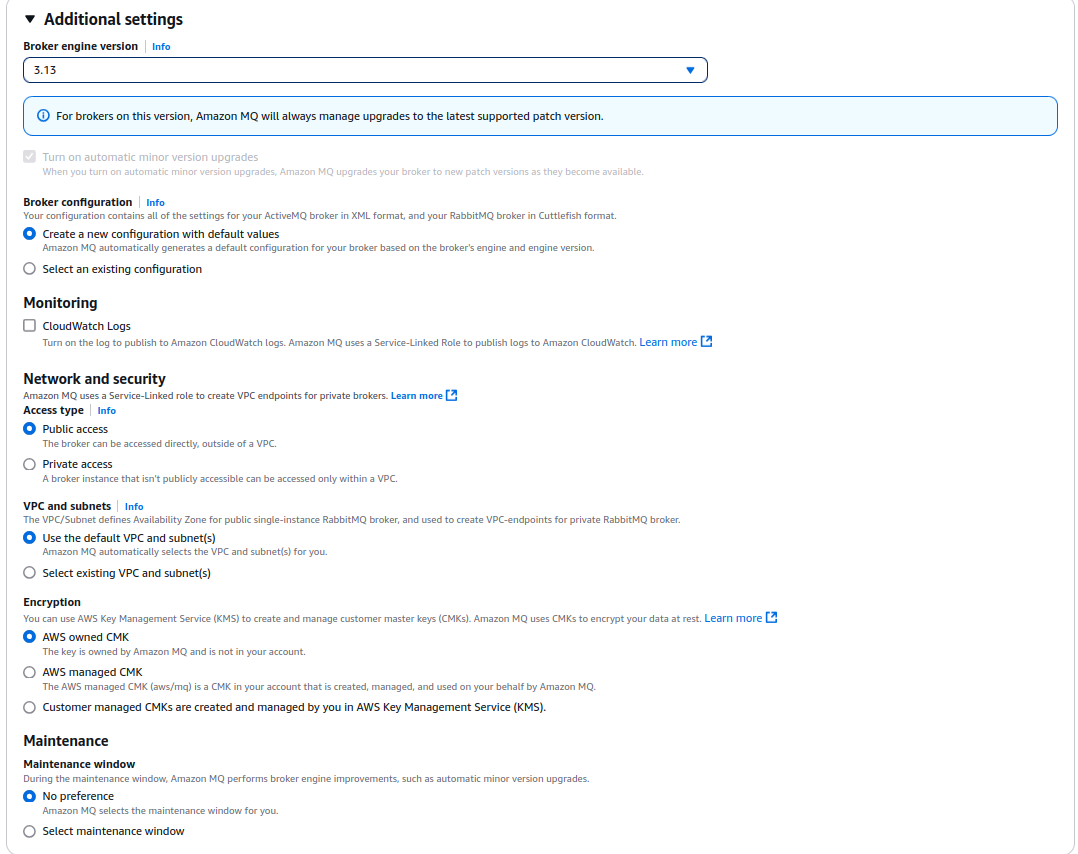 Additional settings
Broker engine version Info
3.13
For brokers on this version, Amazon MQ will always manage upgrades to the latest supported patch version.
Turn on automatic minor version upgrades
When you turn on automatic minor version upgrades, Amazon MQ upgrades your broker to new patch versions as they become available.
Broker configuration Info
Your configuration contains all of the settings for your ActiveMQ broker in XML format, and your RabbitMQ broker in Cuttlefish format.
Create a new configuration with default values
Amazon MQ automatically generates a default configuration for your broker based on the broker's engine and engine version.
Select an existing configuration
Monitoring
CloudWatch Logs
Turn on the log to publish to Amazon CloudWatch logs. Amazon MQ uses a Service-Linked Role to publish logs to Amazon CloudWatch. Learn more
Network and security
Amazon MQ uses a Service-Linked role to create VPC endpoints for private brokers. Learn more
Access type Info
Public access
The broker can be accessed directly, outside of a VPC.
Private access
A broker instance that isn't publicly accessible can be accessed only within a VPC.
VPC and subnets Info
The VPC/Subnet defines Availability Zone for public single-instance RabbitMQ broker, and used to create VPC-endpoints for private RabbitMQ broker.
Use the default VPC and subnet(s)
Amazon MQ automatically selects the VPC and subnet(s) for you.
Select existing VPC and subnet(s)
Encryption
You can use AWS Key Management Service (KMS) to create and manage customer master keys (CMKs). Amazon MQ uses CMKs to encrypt your data at rest. Learn more
AWS owned CMK
The key is owned by Amazon MQ and is not in your account.
AWS managed CMK
The AWS managed CMK (aws/mq) is a CMK in your account that is created, managed, and used on your behalf by Amazon MQ.
Customer managed CMKs are created and managed by you in AWS Key Management Service (KMS).
Maintenance
Maintenance window
During the maintenance window, Amazon MQ performs broker engine improvements, such as automatic minor version upgrades.
No preference
Amazon MQ selects the maintenance window for you.
Select maintenance window